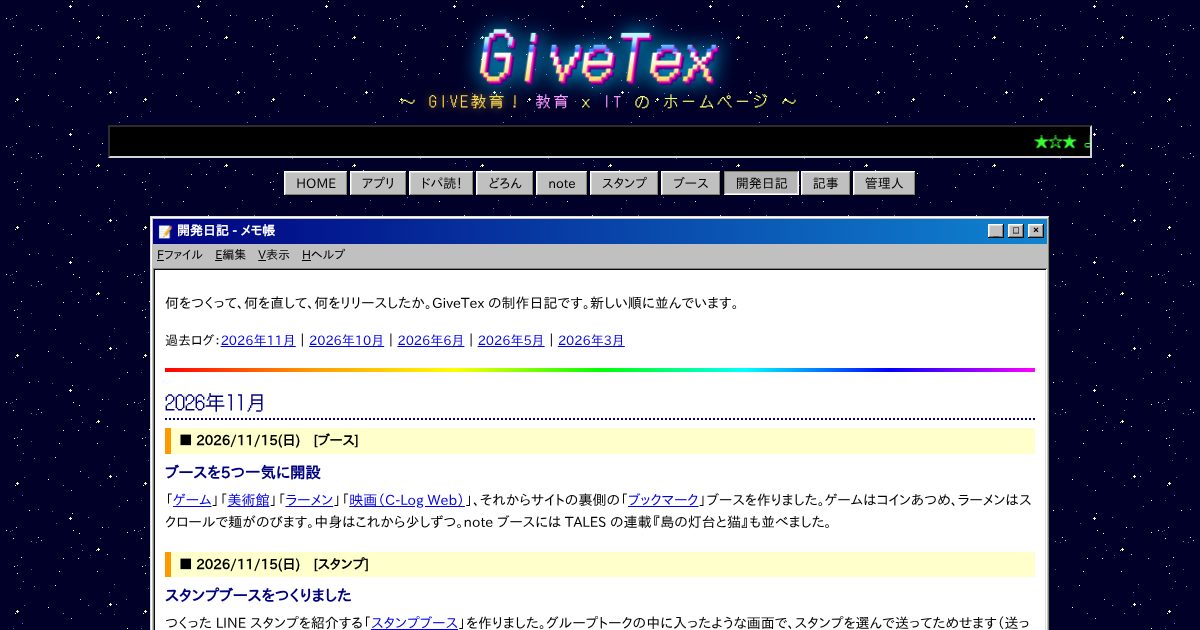 GiveTex
～ GIVE教育！ 教育 x IT の ホームページ ～
★☆★
HOME アプリ ドパ読！ どろん note スタンプ ブース 開発日記 記事 管理人
開発日記 - メモ帳
Fファイル E編集 V表示 Hヘルプ
何をつくって、何を直して、何をリリースしたか。GiveTex の制作日記です。新しい順に並んでいます。
過去ログ：2026年11月 | 2026年10月 | 2026年6月 | 2026年5月 | 2026年3月
2026年11月
■ 2026/11/15(日) [ブース]
ブースを5つ一気に開設
「ゲーム」「美術館」「ラーメン」「映画（C-Log Web）」、それからサイトの裏側の「ブックマーク」ブースを作りました。ゲームはコインあつめ、ラーメンはス
クロールで麺がのびます。中身はこれから少しずつ。note ブースには TALES の連載『島の灯台と猫』も並べました。
■ 2026/11/15(日) [スタンプ]
スタンプブースをつくりました
つくった LINE スタンプを紹介する「スタンプブース」を作りました。グループトークの中に入ったような画面で、スタンプを選んで送ってためせます（送っ